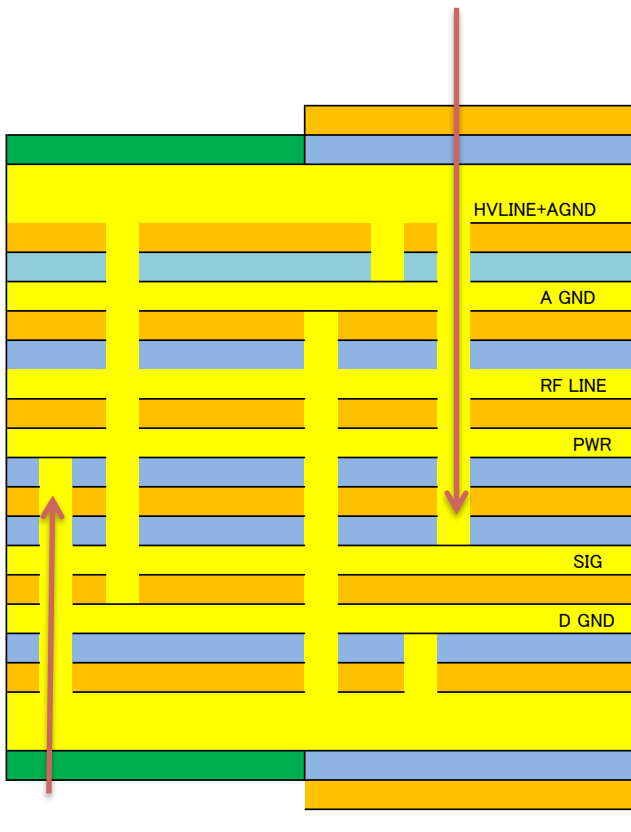 HVLINE+AGND
A GND
RF LINE
PWR
SIG
D GND